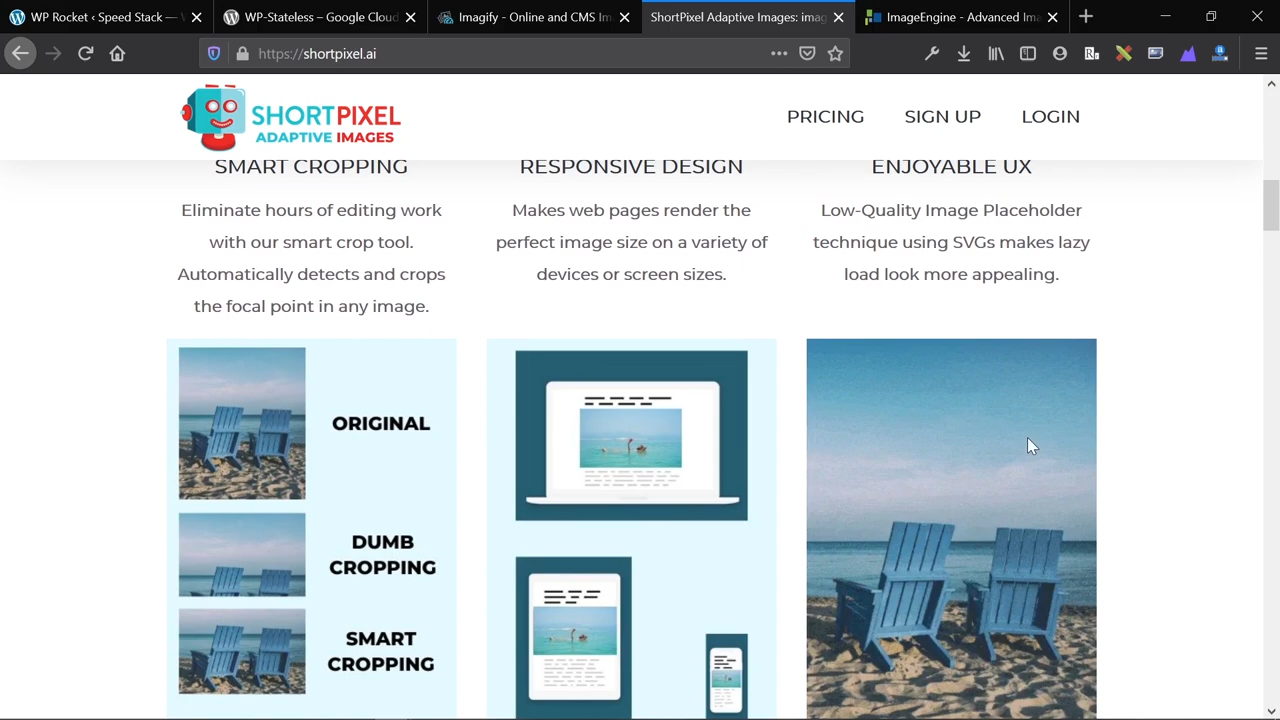 WP Rocket ‹ Speed Stack — W
WP-Stateless – Google Cloud
Imagify - Online and CMS Im
ShortPixel Adaptive Images: imag
ImageEngine - Advanced Ima
https://shortpixel.ai
SHORTPIXEL
ADAPTIVE IMAGES
PRICING
SIGN UP
LOGIN
SMART CROPPING
Eliminate hours of editing work
with our smart crop tool.
Automatically detects and crops
the focal point in any image.
RESPONSIVE DESIGN
Makes web pages render the
perfect image size on a variety of
devices or screen sizes.
ENJOYABLE UX
Low-Quality Image Placeholder
technique using SVGs makes lazy
load look more appealing.
ORIGINAL
DUMB
CROPPING
SMART
CROPPING